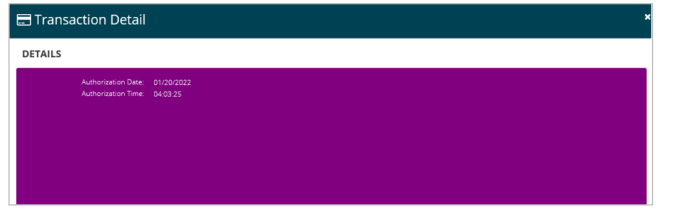 Transaction Detail
DETAILS
Authorization Date: 01/20/2022
Authorization Time: 04:03:25